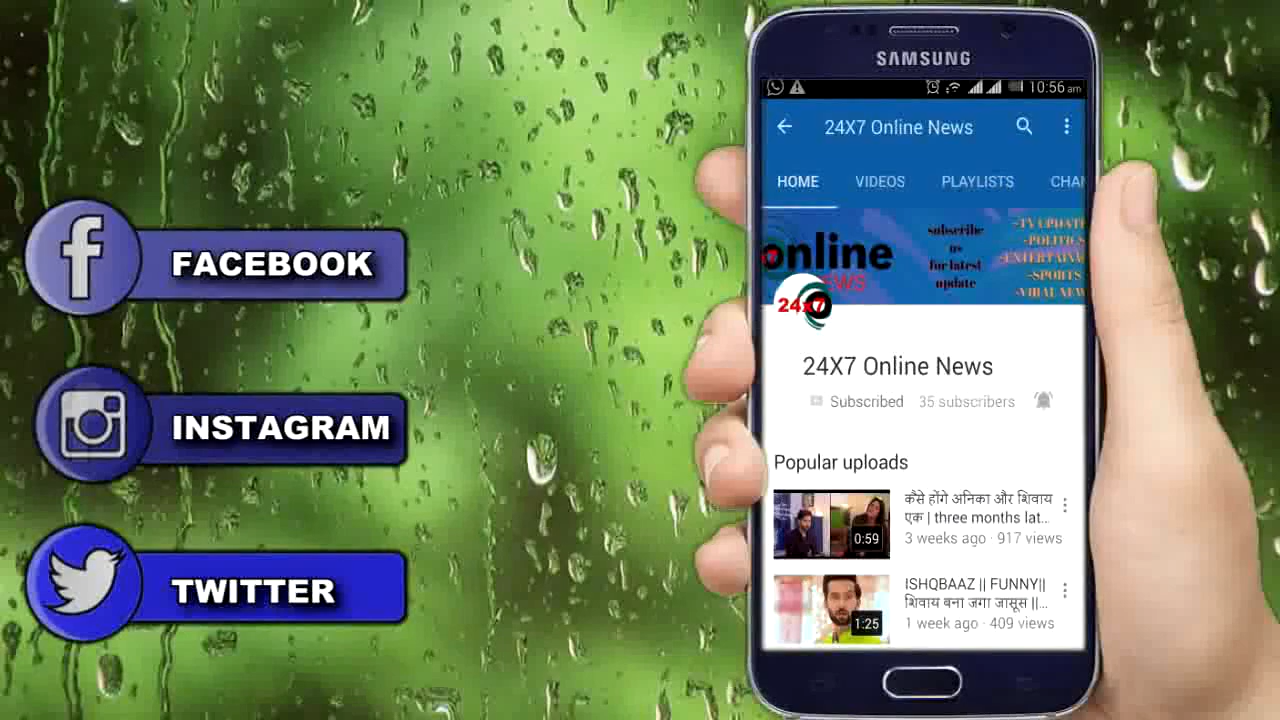 FACEBOOK
INSTAGRAM
TWITTER
SAMSUNG
10:56 am
24X7 Online News
HOME VIDEOS PLAYLISTS CHAN
online
NEWS
24x7
subscribe
us
for latest
update
-TV UPDATE
-POLITICS
-ENTERTAINM
-SPORTS
-VIRAL NEW
24X7 Online News
Subscribed 35 subscribers
Popular uploads
0:59
कैसे होंगे अनिका और शिवाय
एक | three months lat...
3 weeks ago · 917 views
1:25
ISHQBAAZ || FUNNY||
शिवाय बना जगा जासूस ||...
1 week ago · 409 views